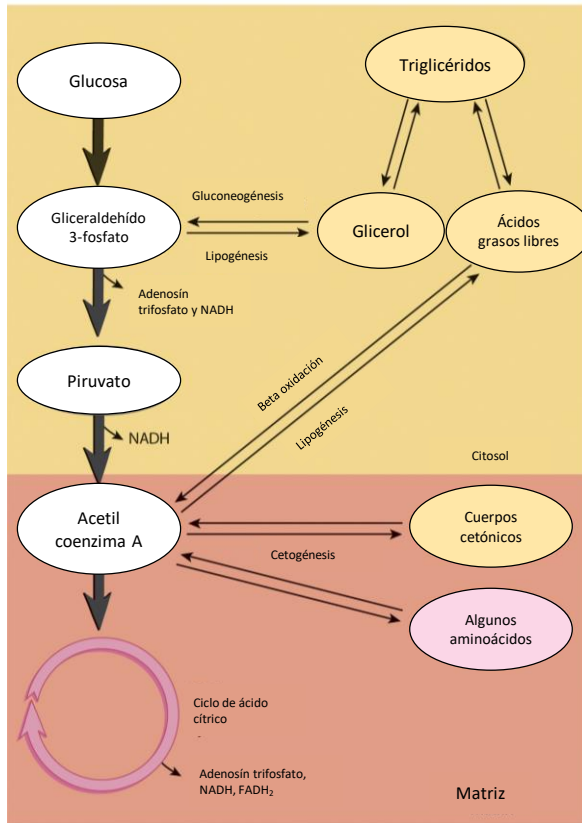 Glucosa
Triglicéridos
Gliceraldehído
3-fosfato
Gluconeogénesis
Lipogénesis
Glicerol
Ácidos
grasos libres
Adenosín
trifosfato y NADH
Piruvato
Beta oxidación
Lipogénesis
NADH
Citosol
Acetil
coenzima A
Cuerpos
cetónicos
Cetogénesis
Algunos
aminoácidos
Ciclo de ácido
cítrico
Adenosín trifosfato,
NADH, FADH₂
Matriz